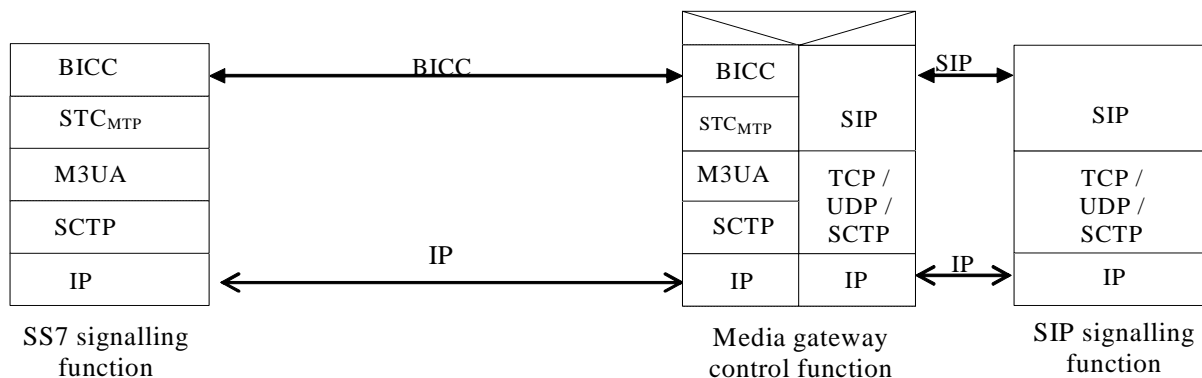 BICC
STCMTP
M3UA
SCTP
IP
SS7 signalling
function
BICC
IP
BICC
STCMTP
M3UA
SCTP
IP
SIP
TCP /
UDP /
SCTP
IP
Media gateway
control function
SIP
IP
SIP
TCP /
UDP /
SCTP
IP
SIP signalling
function